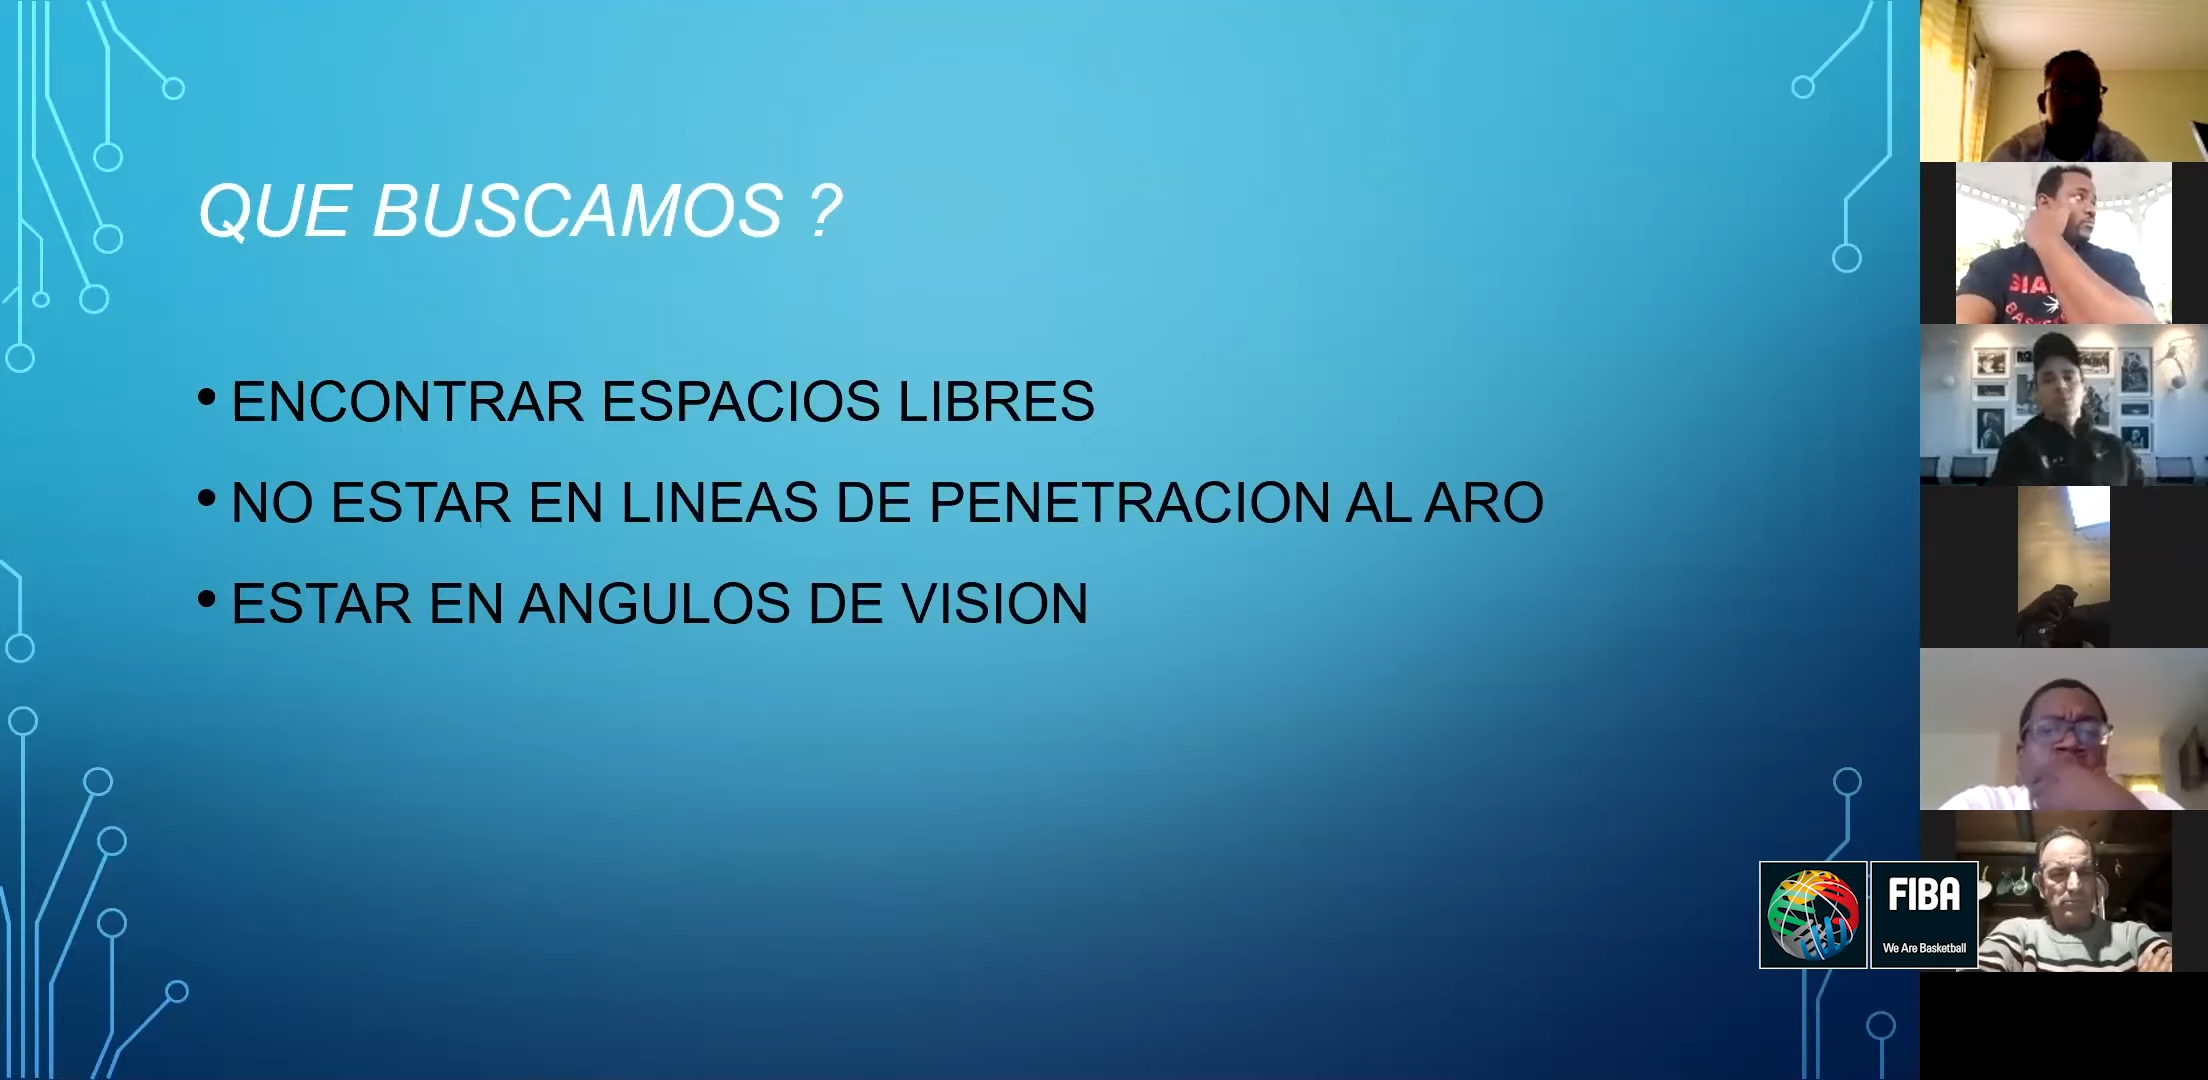 QUE BUSCAMOS ?
• ENCONTRAR ESPACIOS LIBRES
• NO ESTAR EN LINEAS DE PENETRACION AL ARO
• ESTAR EN ANGULOS DE VISION
FIBA
We Are Basketball